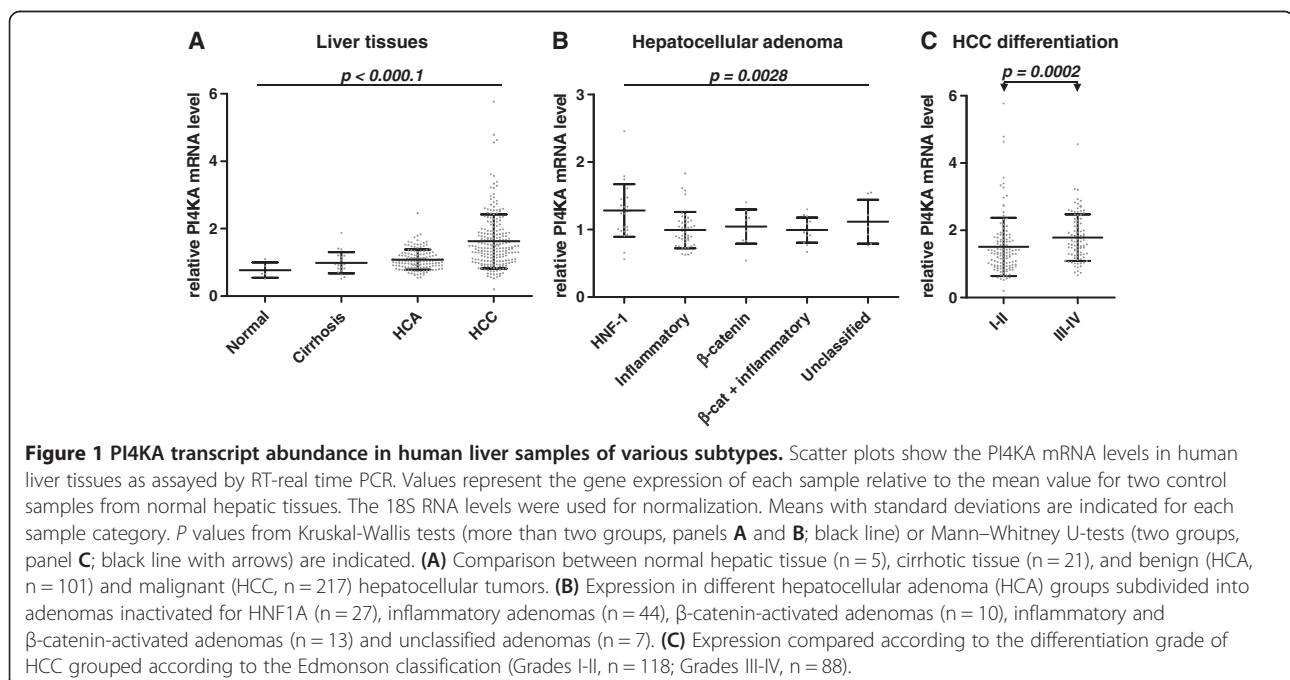 A Liver tissues
p < 0.000.1
relative PI4KA mRNA level
6
4
2
0
Normal
Cirrhosis
HCA
HCC
B Hepatocellular adenoma
p = 0.0028
relative PI4KA mRNA level
3
2
1
0
HNF-1
Inflammatory
β-catenin
β-cat + inflammatory
Unclassified
C HCC differentiation
p = 0.0002
relative PI4KA mRNA level
6
4
2
0
I-II
III-IV
Figure 1 PI4KA transcript abundance in human liver samples of various subtypes. Scatter plots show the PI4KA mRNA levels in human
liver tissues as assayed by RT-real time PCR. Values represent the gene expression of each sample relative to the mean value for two control
samples from normal hepatic tissues. The 18S RNA levels were used for normalization. Means with standard deviations are indicated for each
sample category. P values from Kruskal-Wallis tests (more than two groups, panels A and B; black line) or Mann–Whitney U-tests (two groups,
panel C; black line with arrows) are indicated. (A) Comparison between normal hepatic tissue (n = 5), cirrhotic tissue (n = 21), and benign (HCA,
n = 101) and malignant (HCC, n = 217) hepatocellular tumors. (B) Expression in different hepatocellular adenoma (HCA) groups subdivided into
adenomas inactivated for HNF1A (n = 27), inflammatory adenomas (n = 44), β-catenin-activated adenomas (n = 10), inflammatory and
β-catenin-activated adenomas (n = 13) and unclassified adenomas (n = 7). (C) Expression compared according to the differentiation grade of
HCC grouped according to the Edmonson classification (Grades I-II, n = 118; Grades III-IV, n = 88).